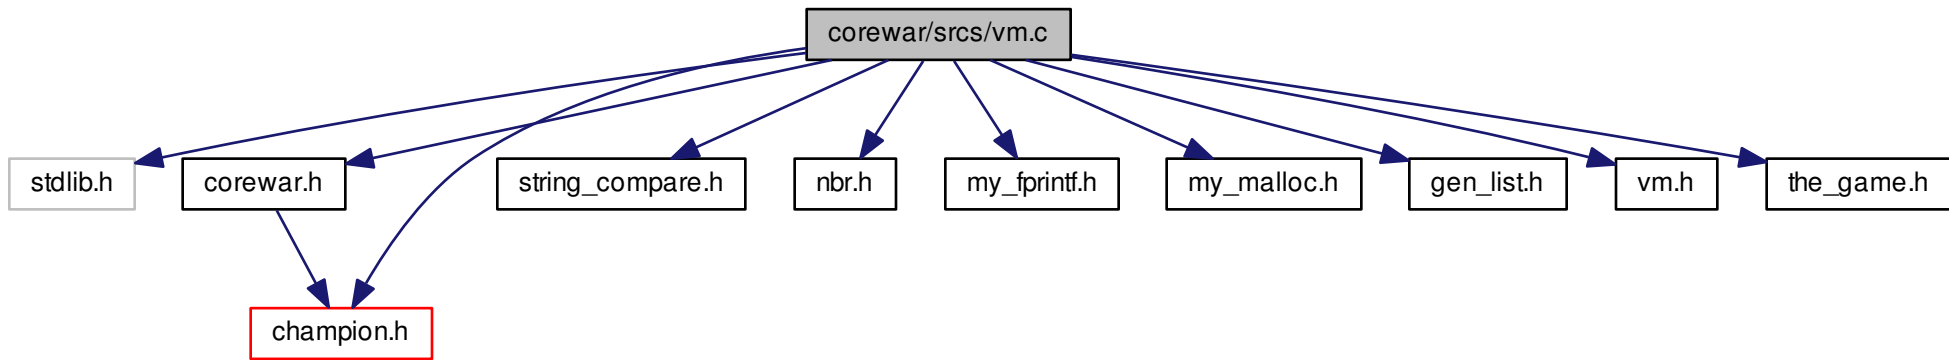 corewar/srcs/vm.c
stdlib.h
corewar.h
string_compare.h
nbr.h
my_fprintf.h
my_malloc.h
gen_list.h
vm.h
the_game.h
champion.h